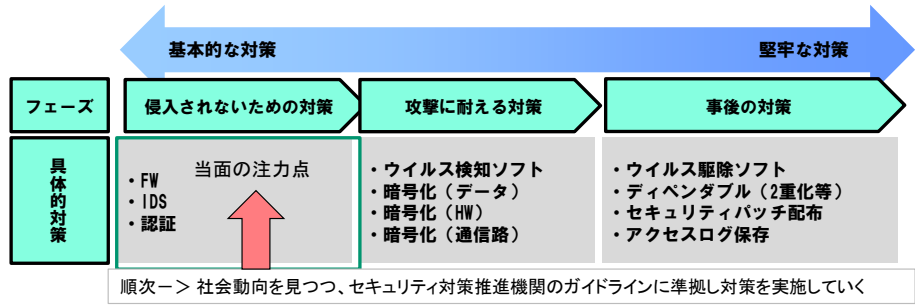 基本的な対策
堅牢な対策
フェーズ
侵入されないための対策
攻撃に耐える対策
事後の対策
具体的対策
当面の注力点
・FW
・IDS
・認証
・ウイルス検知ソフト
・暗号化（データ）
・暗号化（HW）
・暗号化（通信路）
・ウイルス駆除ソフト
・ディペンダブル（2重化等）
・セキュリティパッチ配布
・アクセスログ保存
順次－＞社会動向を見つつ、セキュリティ対策推進機関のガイドラインに準拠し対策を実施していく